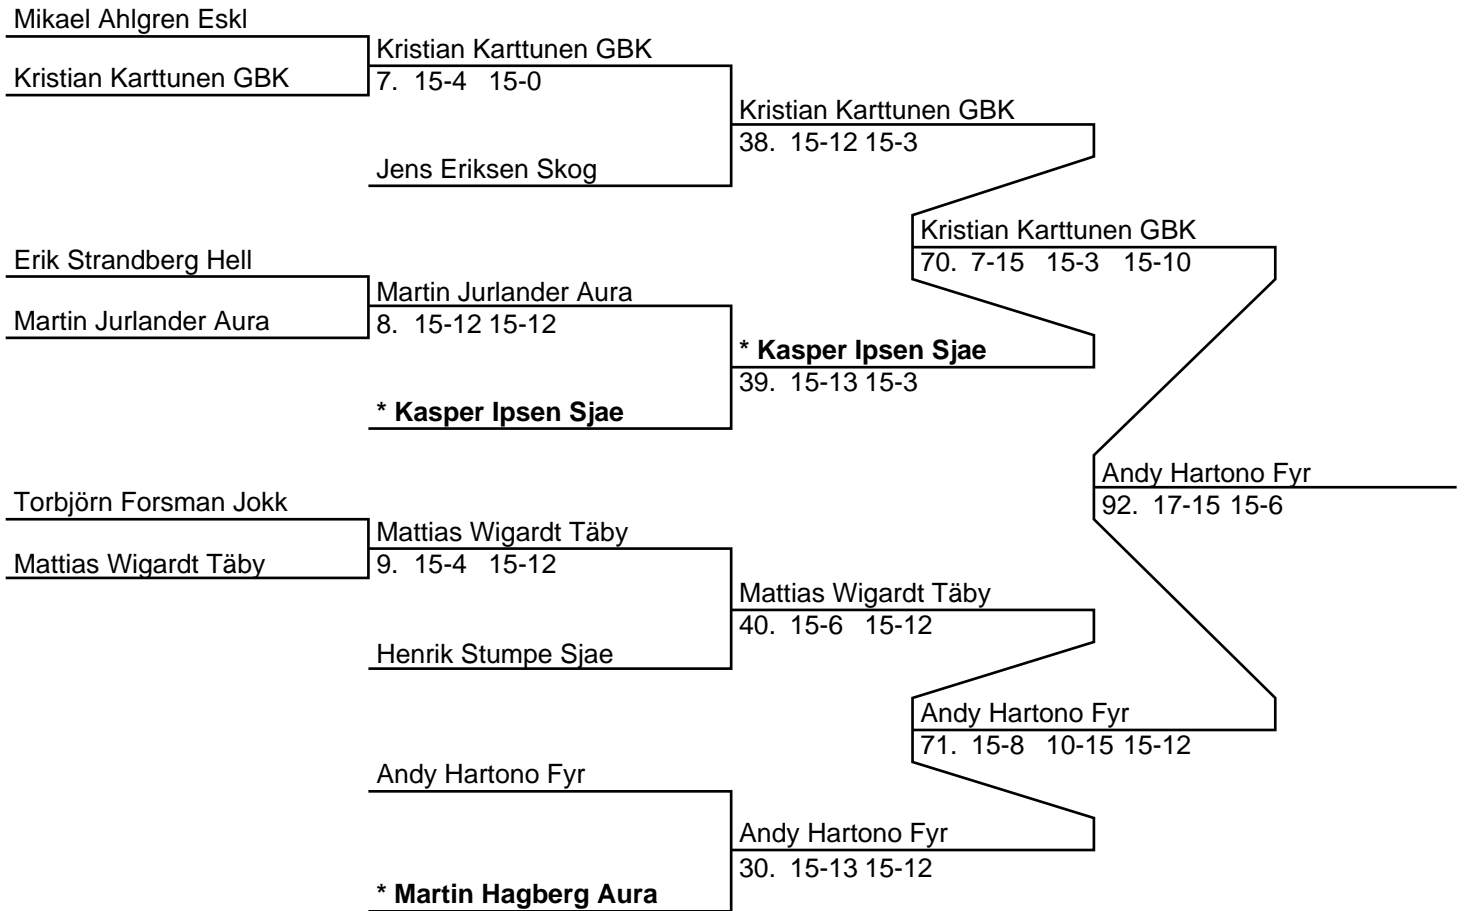 Mikael Ahlgren Eskl
Kristian Karttunen GBK
Kristian Karttunen GBK
7. 15-4 15-0
Kristian Karttunen GBK
38. 15-12 15-3
Jens Eriksen Skog
Kristian Karttunen GBK
70. 7-15 15-3 15-10
Erik Strandberg Hell
Martin Jurlander Aura
Martin Jurlander Aura
8. 15-12 15-12
* Kasper Ipsen Sjae
39. 15-13 15-3
* Kasper Ipsen Sjae
Andy Hartono Fyr
92. 17-15 15-6
Torbjörn Forsman Jokk
Mattias Wigardt Täby
Mattias Wigardt Täby
9. 15-4 15-12
Mattias Wigardt Täby
40. 15-6 15-12
Henrik Stumpe Sjae
Andy Hartono Fyr
71. 15-8 10-15 15-12
Andy Hartono Fyr
Andy Hartono Fyr
30. 15-13 15-12
* Martin Hagberg Aura